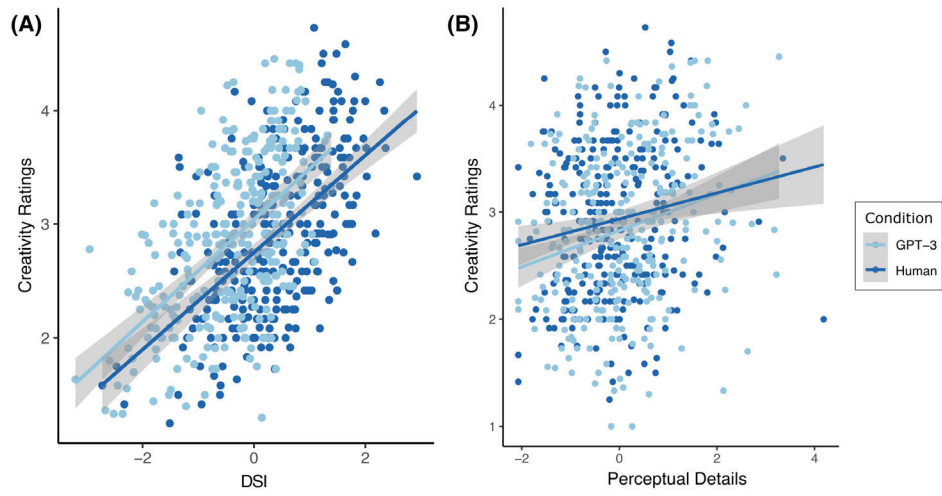 (A)
Creativity Ratings
4
3
2
−2
0
2
DSI
(B)
Creativity Ratings
4
3
2
1
−2
0
2
4
Perceptual Details
Condition
GPT-3
Human